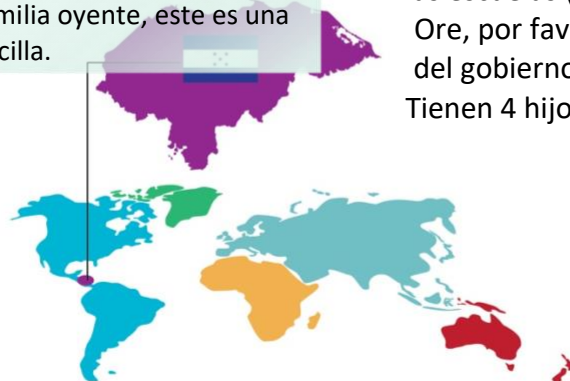 milia oyente, este es una
cilla.
Ore, por fav
del gobierno
Tienen 4 hijo